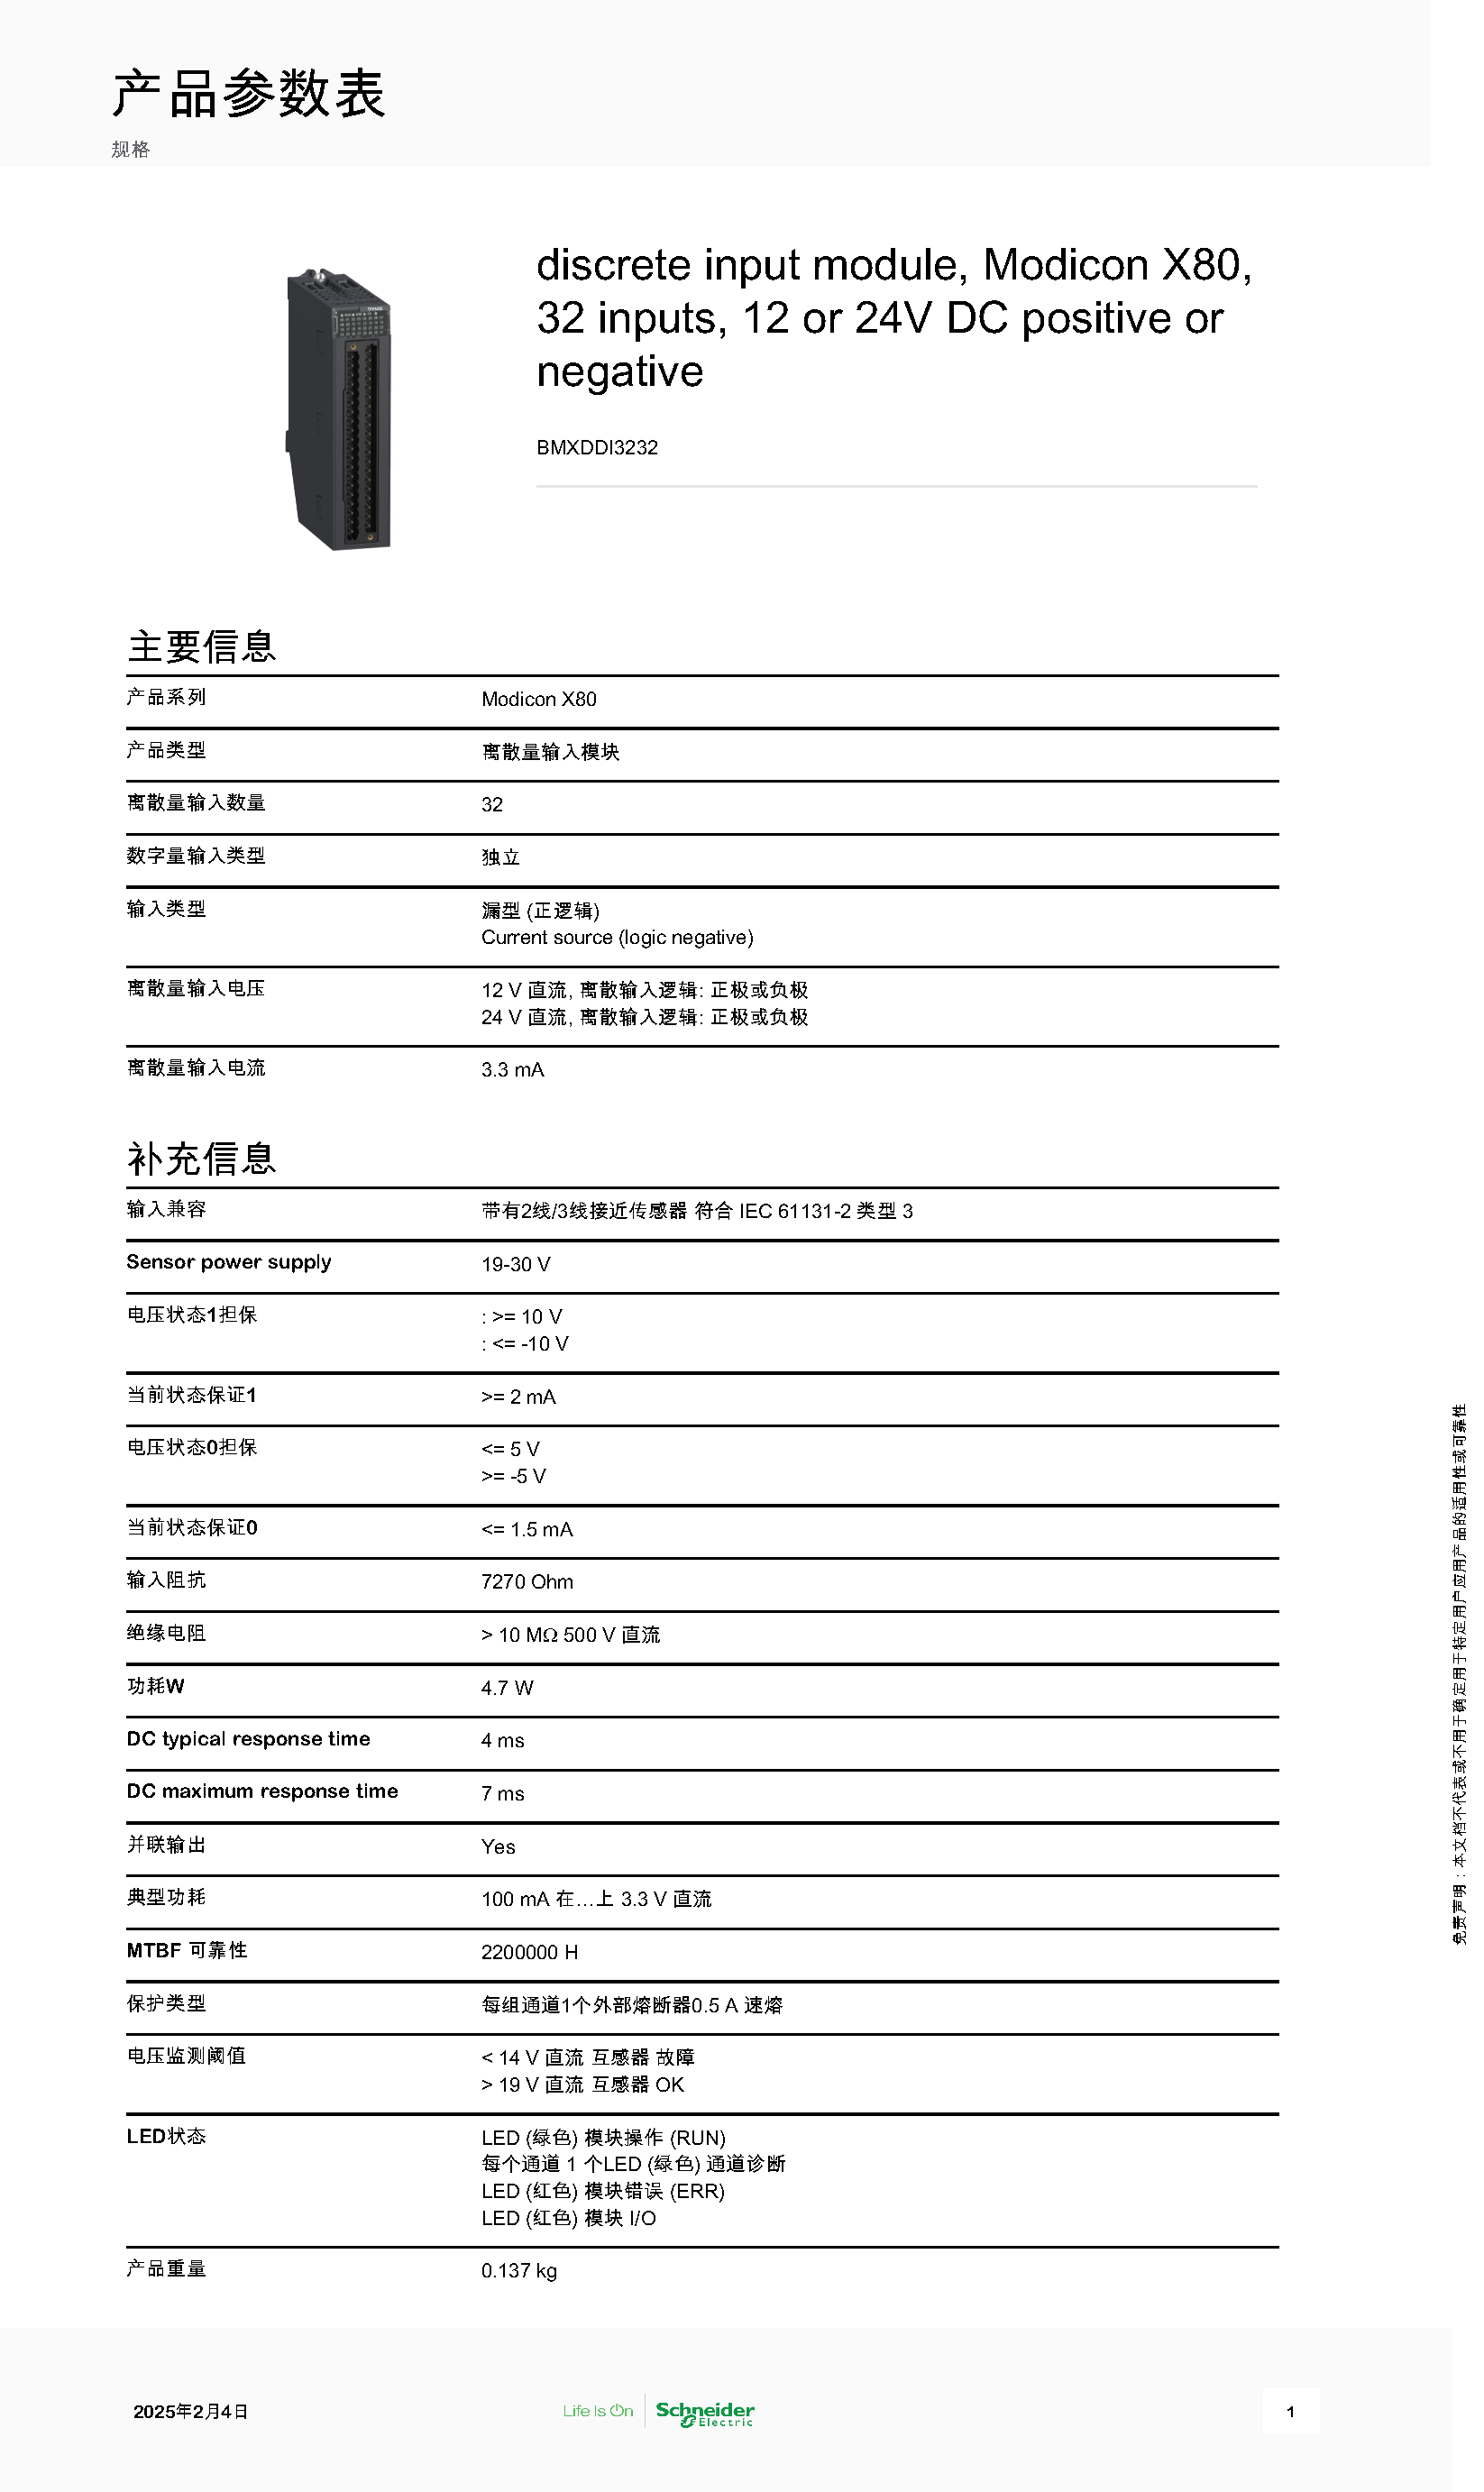 产品参数表
规格
discrete input module, Modicon X80,
32 inputs, 12 or 24V DC positive or
negative
BMXDDI3232
主要信息
产品系列 Modicon X80
产品类型 离散量输入模块
离散量输入数量 32
数字量输入类型 独立
输入类型 漏型 (正逻辑)
Current source (logic negative)
离散量输入电压 12 V 直流, 离散输入逻辑: 正极或负极
24 V 直流, 离散输入逻辑: 正极或负极
离散量输入电流 3.3 mA
补充信息
输入兼容 带有2线/3线接近传感器 符合 IEC 61131-2 类型 3
Sensor power supply 19-30 V
电压状态1担保 : >= 10 V
: <= -10 V
当前状态保证1 >= 2 mA
电压状态0担保 <= 5 V
>= -5 V
当前状态保证0 <= 1.5 mA
输入阻抗 7270 Ohm
绝缘电阻 > 10 MΩ 500 V 直流
功耗W 4.7 W
DC typical response time 4 ms
DC maximum response time 7 ms
并联输出 Yes
典型功耗 100 mA 在…上 3.3 V 直流
MTBF 可靠性 2200000 H
保护类型 每组通道1个外部熔断器0.5 A 速熔
电压监测阈值 < 14 V 直流 互感器 故障
> 19 V 直流 互感器 OK
LED状态 LED (绿色) 模块操作 (RUN)
每个通道 1 个LED (绿色) 通道诊断
LED (红色) 模块错误 (ERR)
LED (红色) 模块 I/O
产品重量 0.137 kg
免责声明：本文档不代表或不用于确定用于特定用户应用产品的适用性或可靠性
2025年2月4日 Life Is On Schneider Electric 1